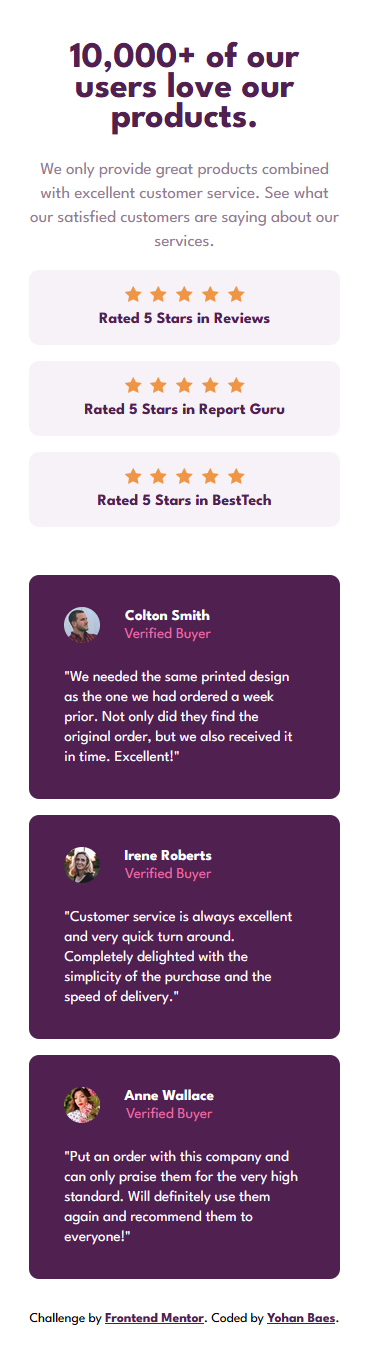 10,000+ of our
users love our
products.
We only provide great products combined
with excellent customer service. See what
our satisfied customers are saying about our
services.
Rated 5 Stars in Reviews
Rated 5 Stars in Report Guru
Rated 5 Stars in BestTech
Colton Smith
Verified Buyer
"We needed the same printed design
as the one we had ordered a week
prior. Not only did they find the
original order, but we also received it
in time. Excellent!"
Irene Roberts
Verified Buyer
"Customer service is always excellent
and very quick turn around.
Completely delighted with the
simplicity of the purchase and the
speed of delivery."
Anne Wallace
Verified Buyer
"Put an order with this company and
can only praise them for the very high
standard. Will definitely use them
again and recommend them to
everyone!"
Challenge by Frontend Mentor. Coded by Yohan Baes.